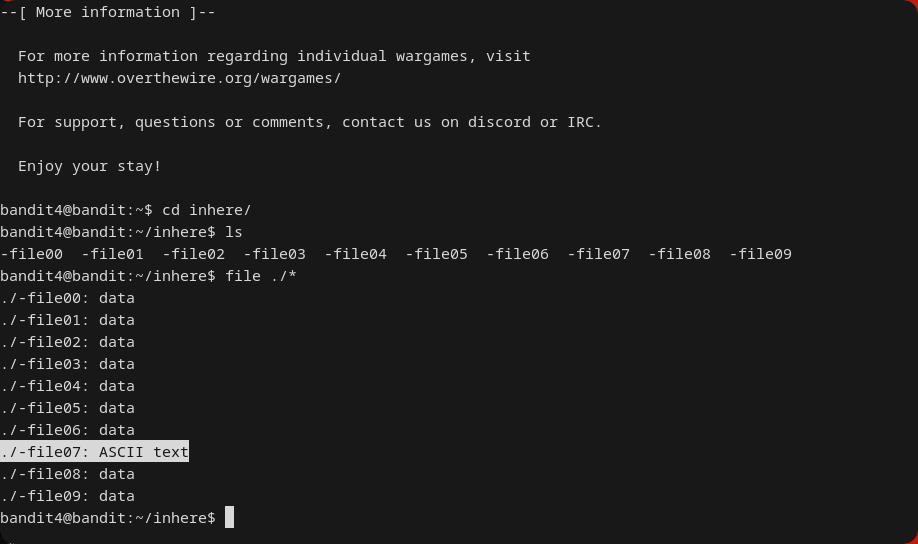 --[ More information ]--
For more information regarding individual wargames, visit
http://www.overthewire.org/wargames/
For support, questions or comments, contact us on discord or IRC.
Enjoy your stay!
bandit4@bandit:~$ cd inhere/
bandit4@bandit:~/inhere$ ls
-file00  -file01  -file02  -file03  -file04  -file05  -file06  -file07  -file08  -file09
bandit4@bandit:~/inhere$ file ./*
./-file00: data
./-file01: data
./-file02: data
./-file03: data
./-file04: data
./-file05: data
./-file06: data
./-file07: ASCII text
./-file08: data
./-file09: data
bandit4@bandit:~/inhere$